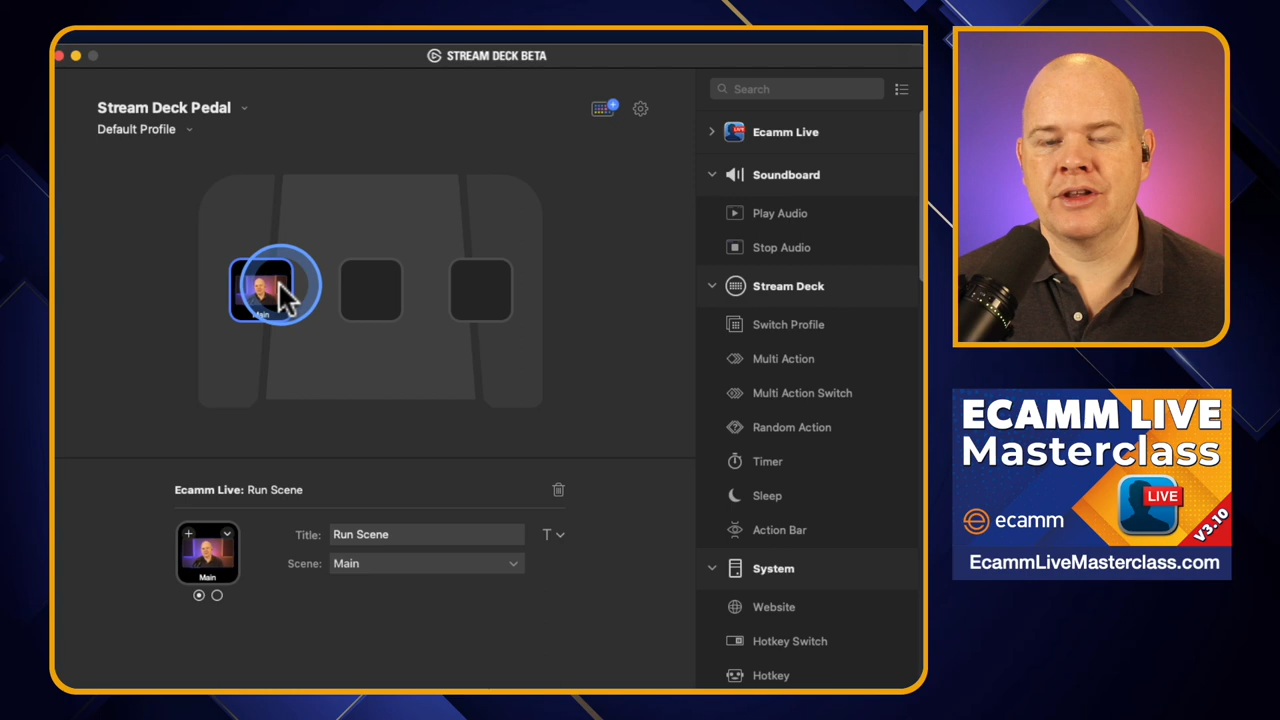 STREAM DECK BETA
Stream Deck Pedal
Default Profile
Main
Ecamm Live: Run Scene
Title: Run Scene
Scene: Main
Main
Search
Ecamm Live
Soundboard
Play Audio
Stop Audio
Stream Deck
Switch Profile
Multi Action
Multi Action Switch
Random Action
Timer
Sleep
Action Bar
System
Website
Hotkey Switch
Hotkey
ECAMM LIVE
Masterclass
LIVE
ecamm
v3.10
EcammLiveMasterclass.com